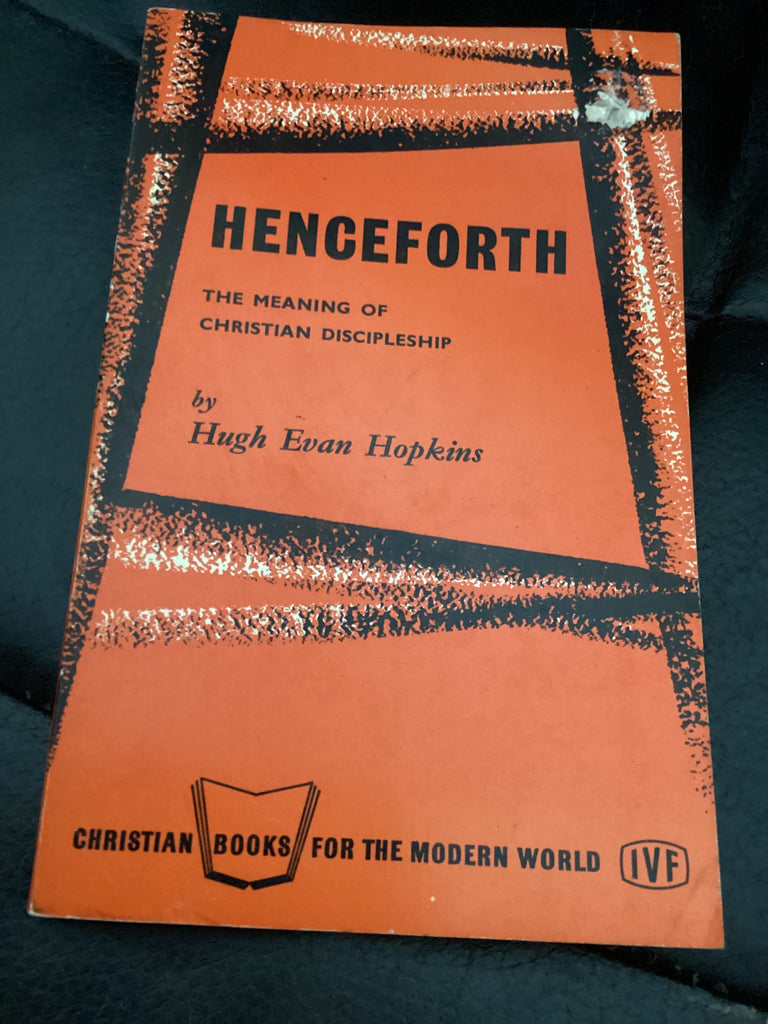 HENCEFORTH
THE MEANING OF
CHRISTIAN DISCIPLESHIP
by
Hugh Evan Hopkins
CHRISTIAN BOOKS FOR THE MODERN WORLD IVF